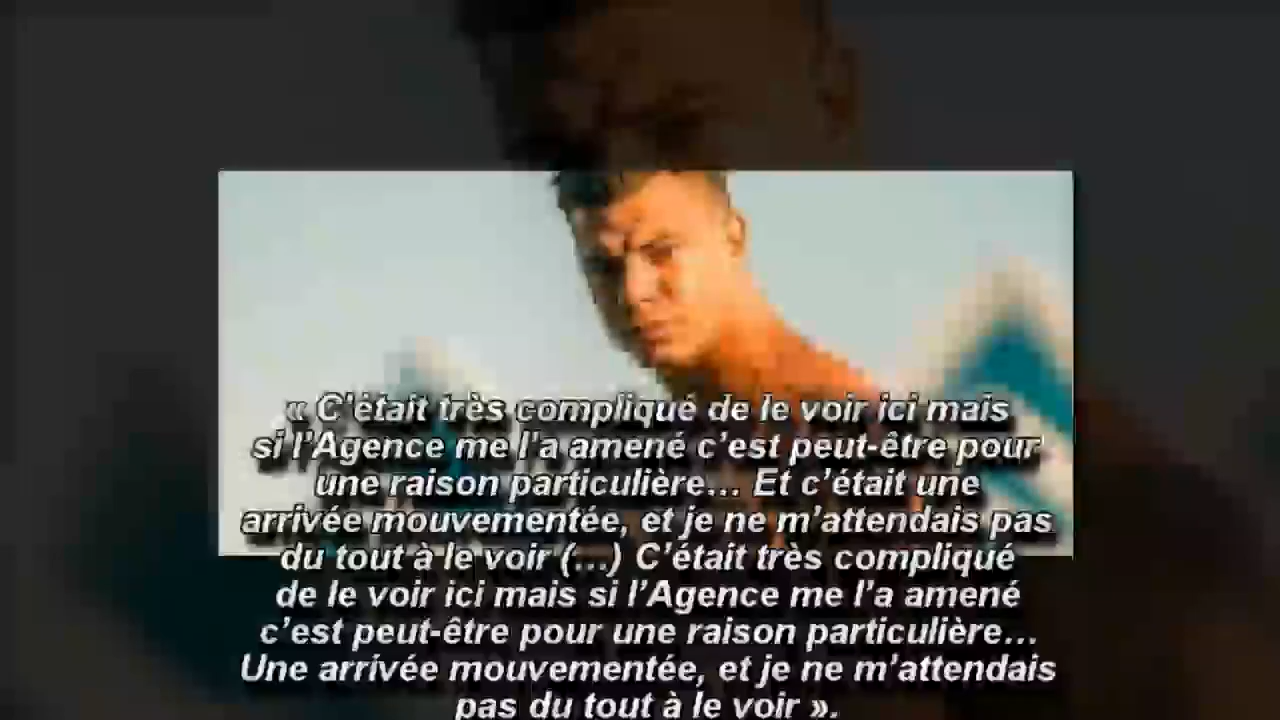 « C'était très compliqué de le voir ici mais
si l'Agence me l'a amené c'est peut-être pour
une raison particulière… Et c'était une
arrivée mouvementée, et je ne m'attendais pas
du tout à le voir (…) C'était très compliqué
de le voir ici mais si l'Agence me l'a amené
c'est peut-être pour une raison particulière…
Une arrivée mouvementée, et je ne m'attendais
pas du tout à le voir ».